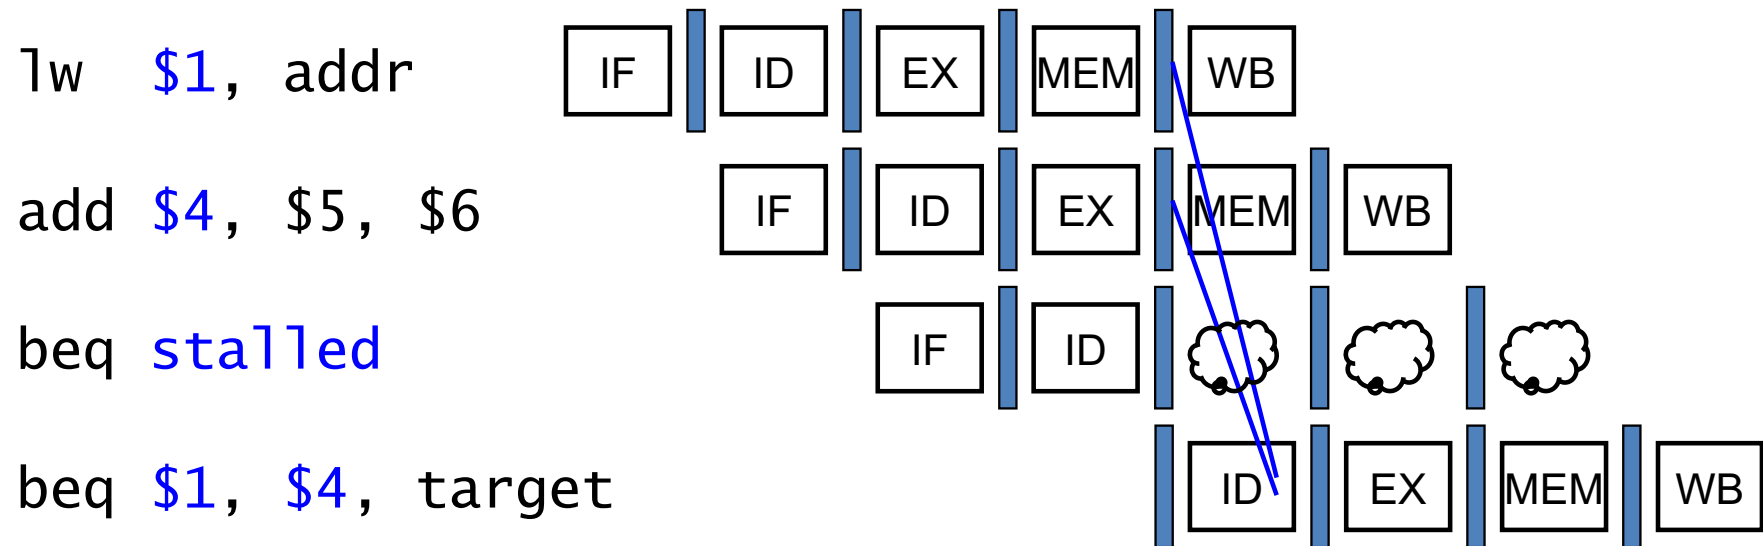 lw $1, addr IF ID EX MEM WB
add $4, $5, $6 IF ID EX MEM WB
beq stalled IF ID
beq $1, $4, target ID EX MEM WB